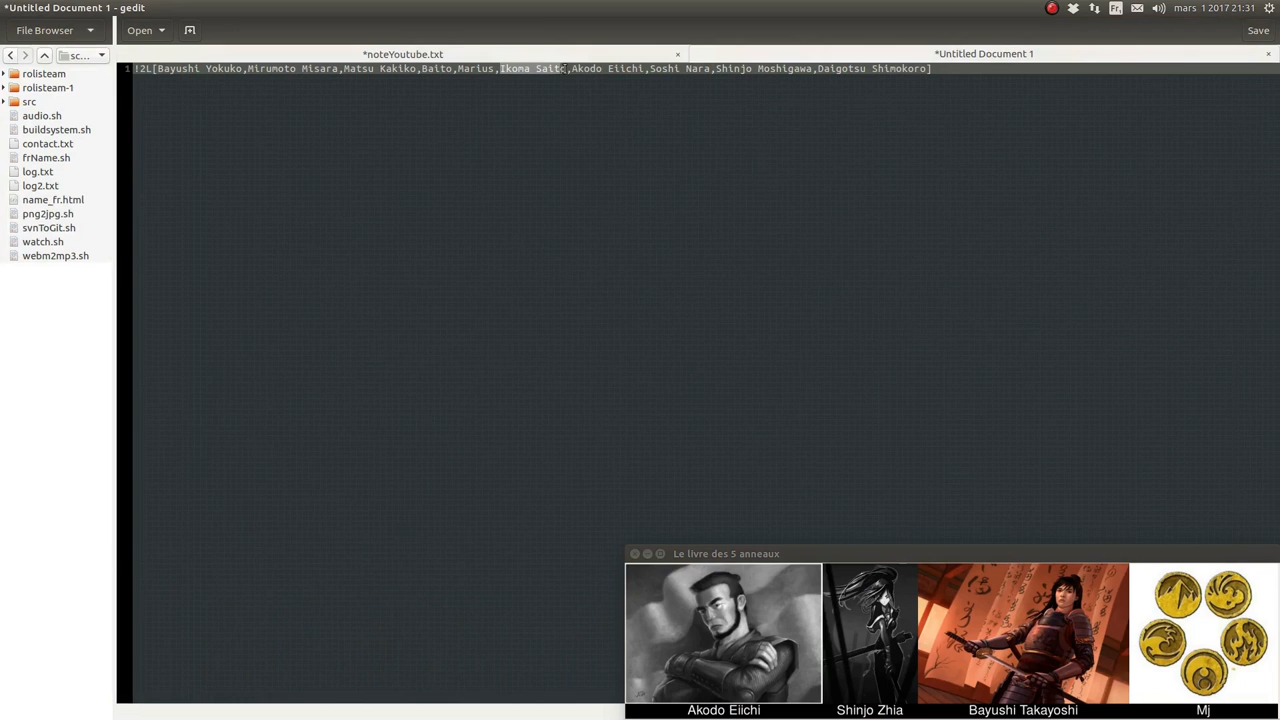 *Untitled Document 1 - gedit
Fr
mars 1 2017 21:31
File Browser
Open
Save
sc...
*noteYoutube.txt
*Untitled Document 1
rolisteam
rolisteam-1
src
audio.sh
buildsystem.sh
contact.txt
frName.sh
log.txt
log2.txt
name_fr.html
png2jpg.sh
svnToGit.sh
watch.sh
webm2mp3.sh
1 !2L[Bayushi Yokuko,Mirumoto Misara,Matsu Kakiko,Baito,Marius,Ikoma Saito,Akodo Eiichi,Soshi Nara,Shinjo Moshigawa,Daigotsu Shimokoro]
Le livre des 5 anneaux
Akodo Eiichi
Shinjo Zhia
Bayushi Takayoshi
Mj